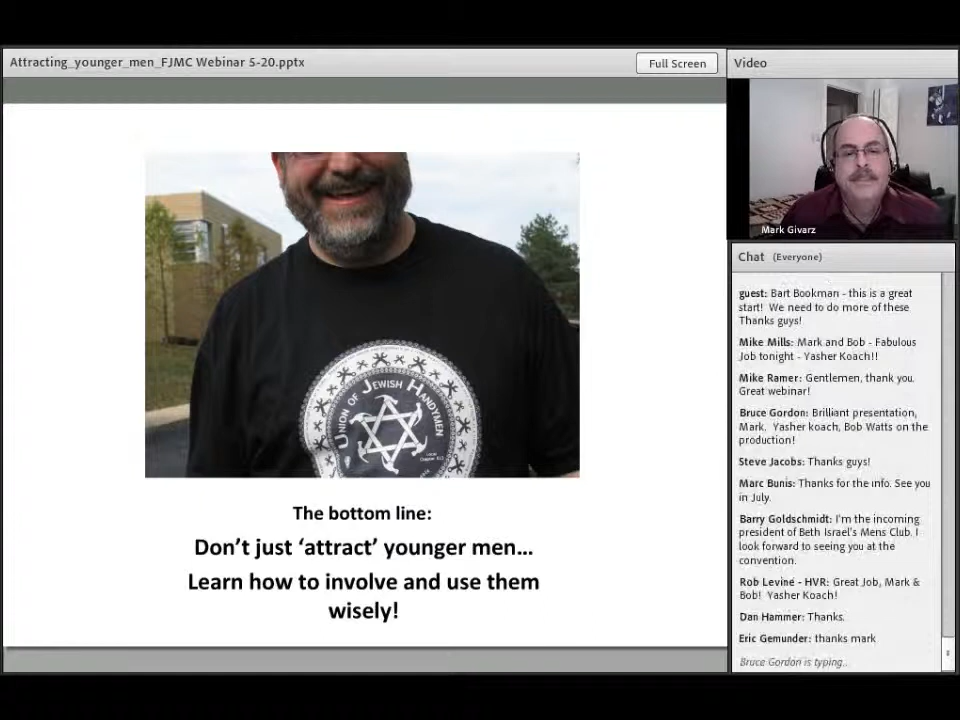 Attracting_younger_men_FJMC Webinar 5-20.pptx
Full Screen
UNION OF JEWISH HANDYMEN
The bottom line:
Don't just 'attract' younger men...
Learn how to involve and use them
wisely!
Video
Mark Givarz
Chat (Everyone)
guest: Bart Bookman - this is a great
start! We need to do more of these
Thanks guys!
Mike Mills: Mark and Bob - Fabulous
Job tonight - Yasher Koach!!
Mike Ramer: Gentlemen, thank you.
Great webinar!
Bruce Gordon: Brilliant presentation,
Mark. Yasher koach, Bob Watts on the
production!
Steve Jacobs: Thanks guys!
Marc Bunis: Thanks for the info. See you
in July.
Barry Goldschmidt: I'm the incoming
president of Beth Israel's Mens Club. I
look forward to seeing you at the
convention.
Rob Levine - HVR: Great Job, Mark &
Bob! Yasher Koach!
Dan Hammer: Thanks.
Eric Gemunder: thanks mark
Bruce Gordon is typing..